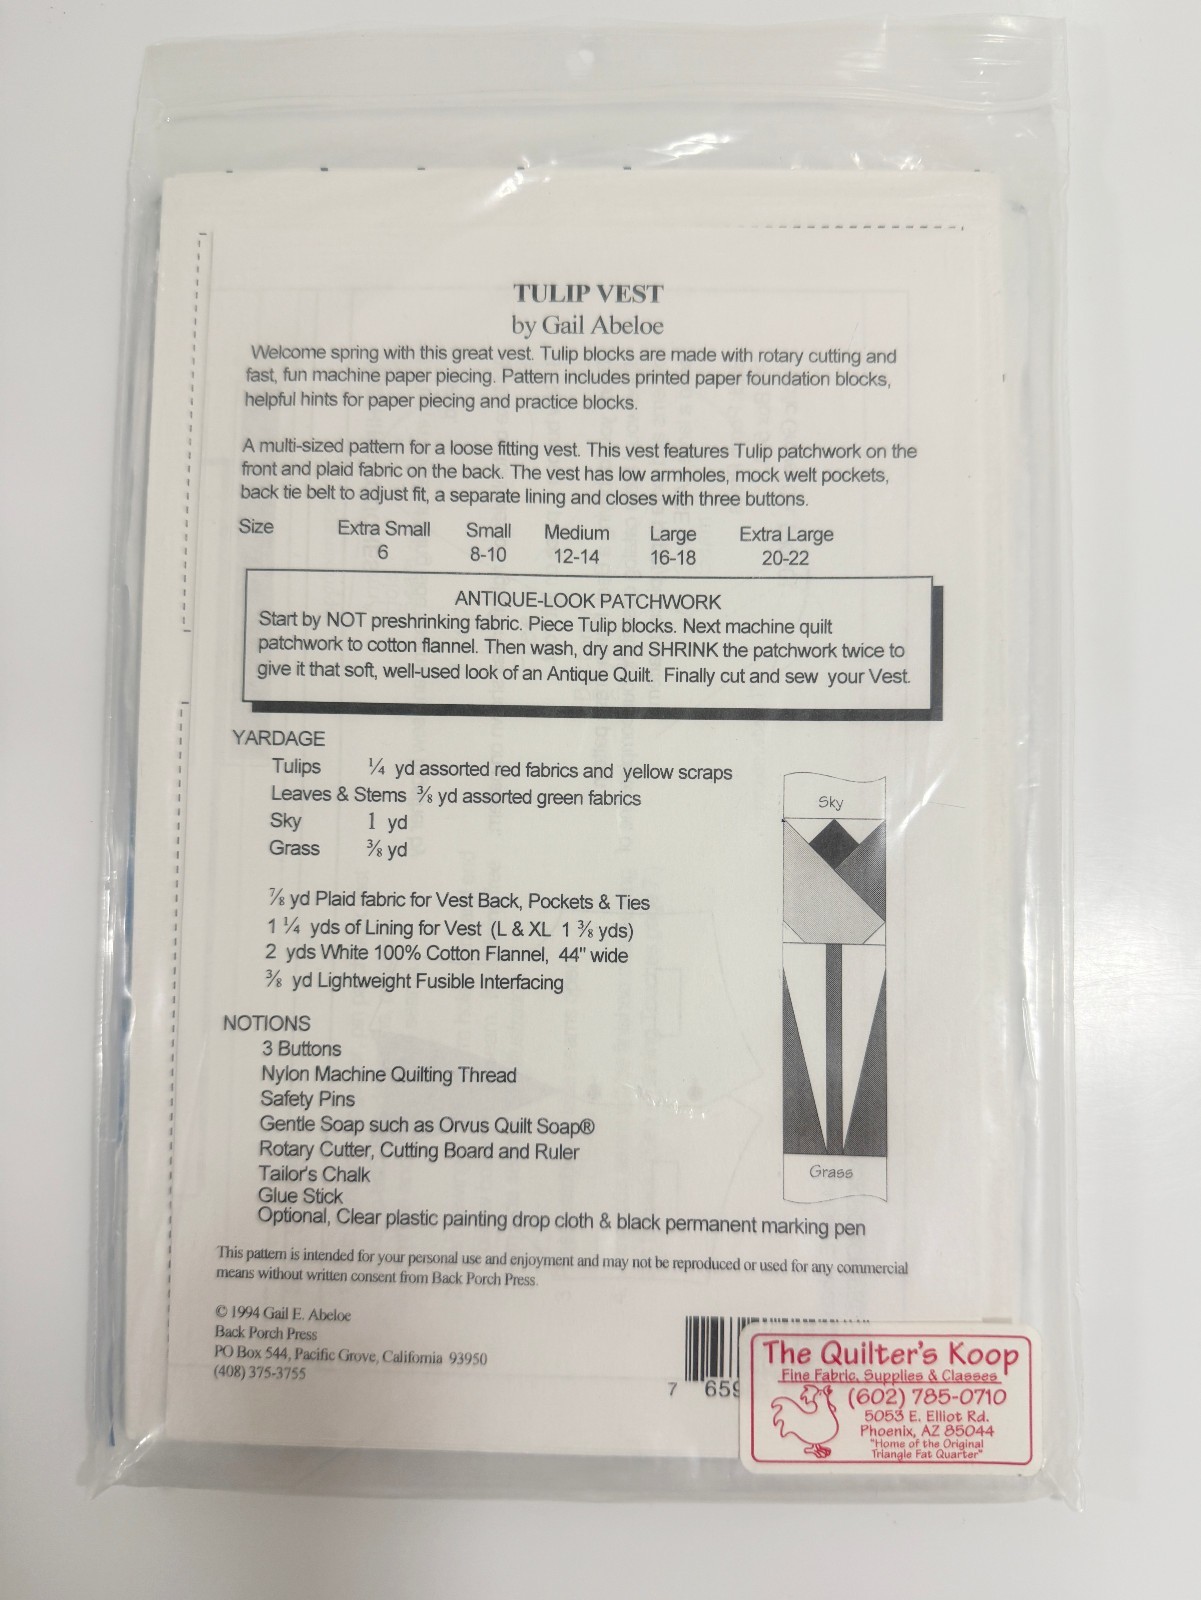 TULIP VEST
by Gail Abeloe
Welcome spring with this great vest. Tulip blocks are made with rotary cutting and
fast, fun machine paper piecing. Pattern includes printed paper foundation blocks,
helpful hints for paper piecing and practice blocks.
A multi-sized pattern for a loose fitting vest. This vest features Tulip patchwork on the
front and plaid fabric on the back. The vest has low armholes, mock welt pockets,
back tie belt to adjust fit, a separate lining and closes with three buttons.
Size Extra Small Small Medium Large Extra Large
6 8-10 12-14 16-18 20-22
ANTIQUE-LOOK PATCHWORK
Start by NOT preshrinking fabric. Piece Tulip blocks. Next machine quilt
patchwork to cotton flannel. Then wash, dry and SHRINK the patchwork twice to
give it that soft, well-used look of an Antique Quilt. Finally cut and sew your Vest.
YARDAGE
Tulips ¼ yd assorted red fabrics and yellow scraps
Leaves & Stems ⅜ yd assorted green fabrics
Sky 1 yd
Grass ⅜ yd
⅞ yd Plaid fabric for Vest Back, Pockets & Ties
1 ¼ yds of Lining for Vest (L & XL 1 ⅜ yds)
2 yds White 100% Cotton Flannel, 44" wide
⅜ yd Lightweight Fusible Interfacing
Sky
Grass
NOTIONS
3 Buttons
Nylon Machine Quilting Thread
Safety Pins
Gentle Soap such as Orvus Quilt Soap®
Rotary Cutter, Cutting Board and Ruler
Tailor's Chalk
Glue Stick
Optional, Clear plastic painting drop cloth & black permanent marking pen
This pattern is intended for your personal use and enjoyment and may not be reproduced or used for any commercial
means without written consent from Back Porch Press.
© 1994 Gail E. Abeloe
Back Porch Press
PO Box 544, Pacific Grove, California 93950
(408) 375-3755
7 659
The Quilter's Koop
Fine Fabric, Supplies & Classes
(602) 785-0710
5053 E. Elliot Rd.
Phoenix, AZ 85044
"Home of the Original
Triangle Fat Quarter"